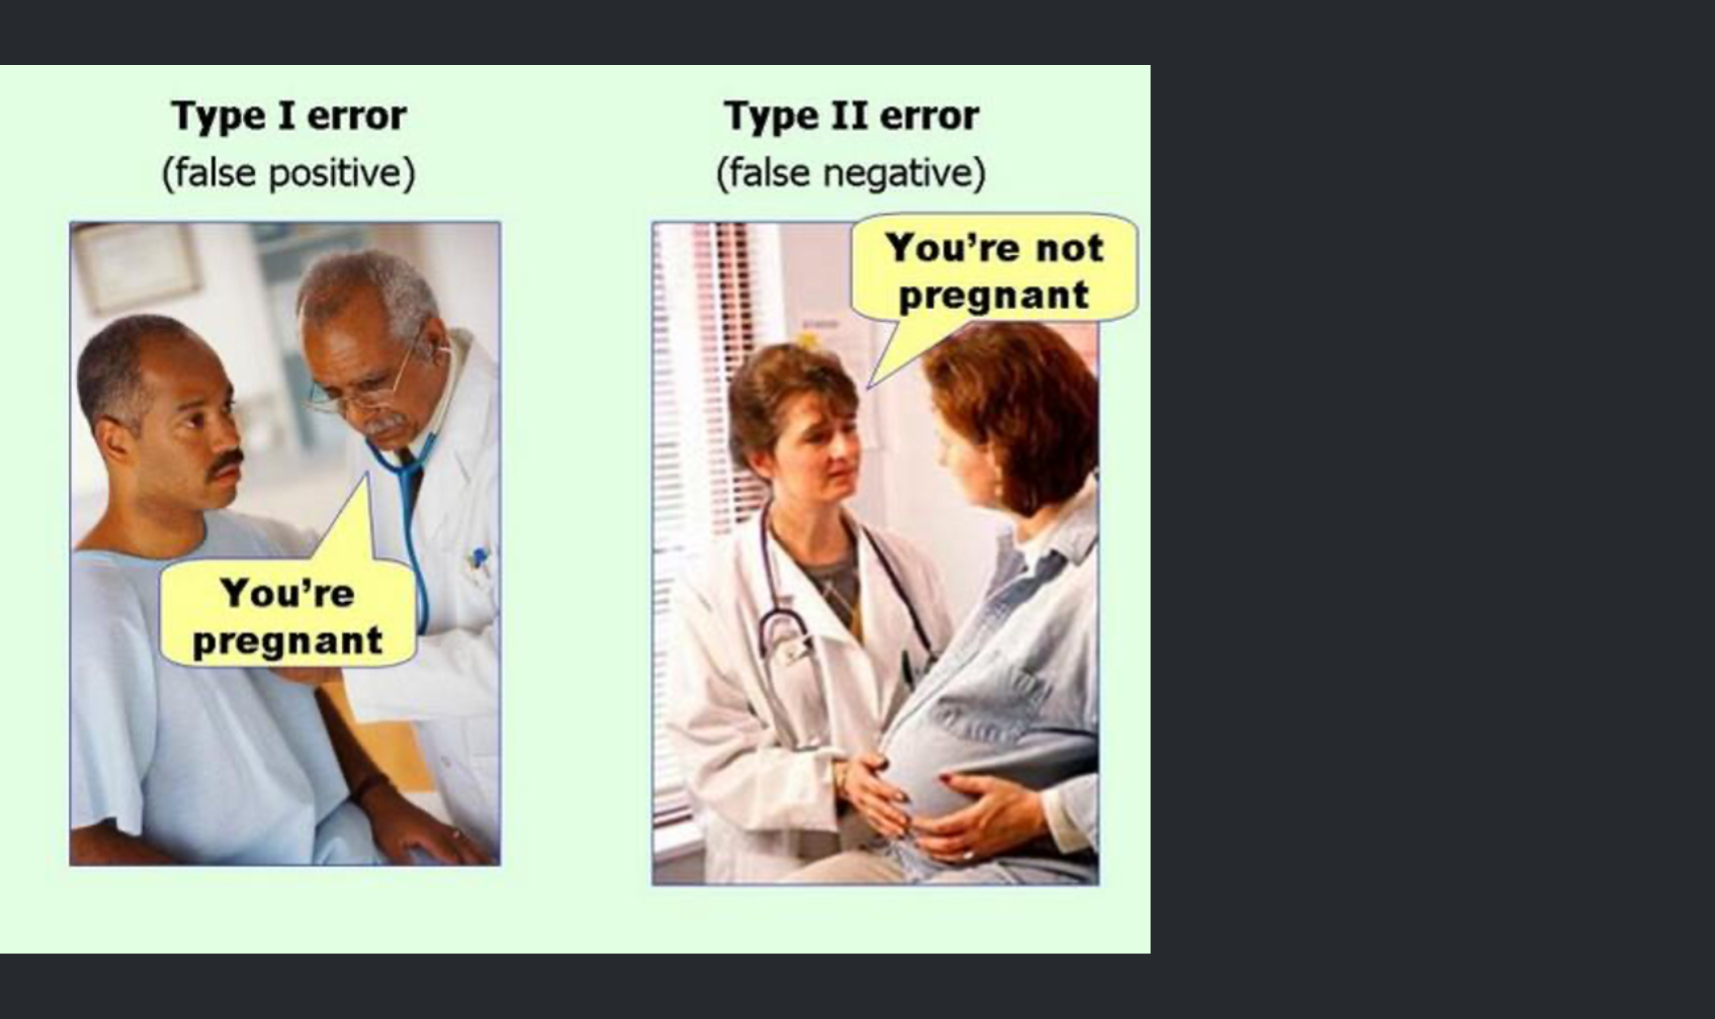 Type I error
(false positive)
You're
pregnant
Type II error
(false negative)
You're not
pregnant